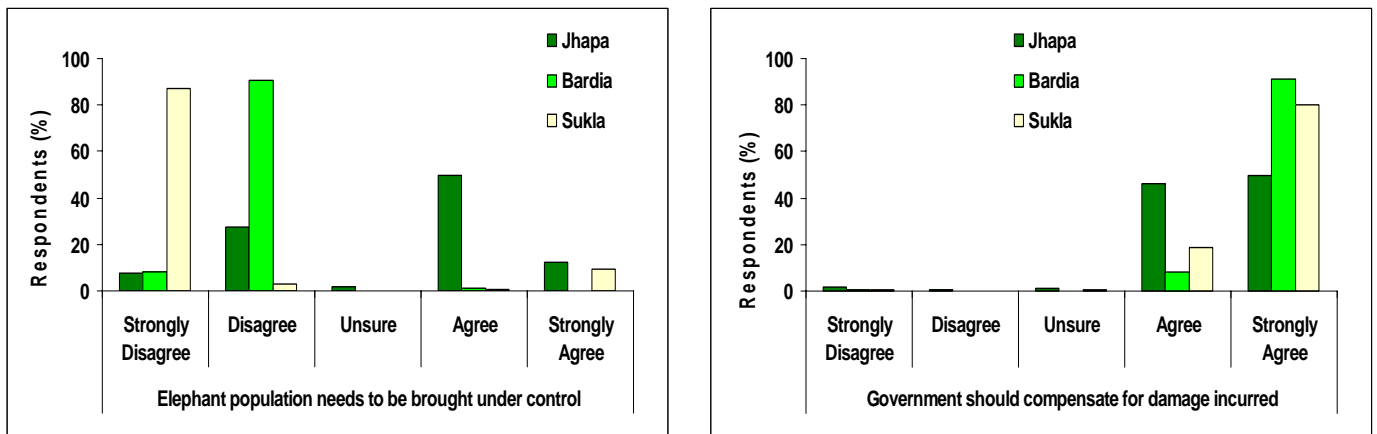 Jhapa
Bardia
Sukla
Respondents (%)
100
80
60
40
20
0
Strongly Disagree
Disagree
Unsure
Agree
Strongly Agree
Elephant population needs to be brought under control
Jhapa
Bardia
Sukla
Respondents (%)
100
80
60
40
20
0
Strongly Disagree
Disagree
Unsure
Agree
Strongly Agree
Government should compensate for damage incurred